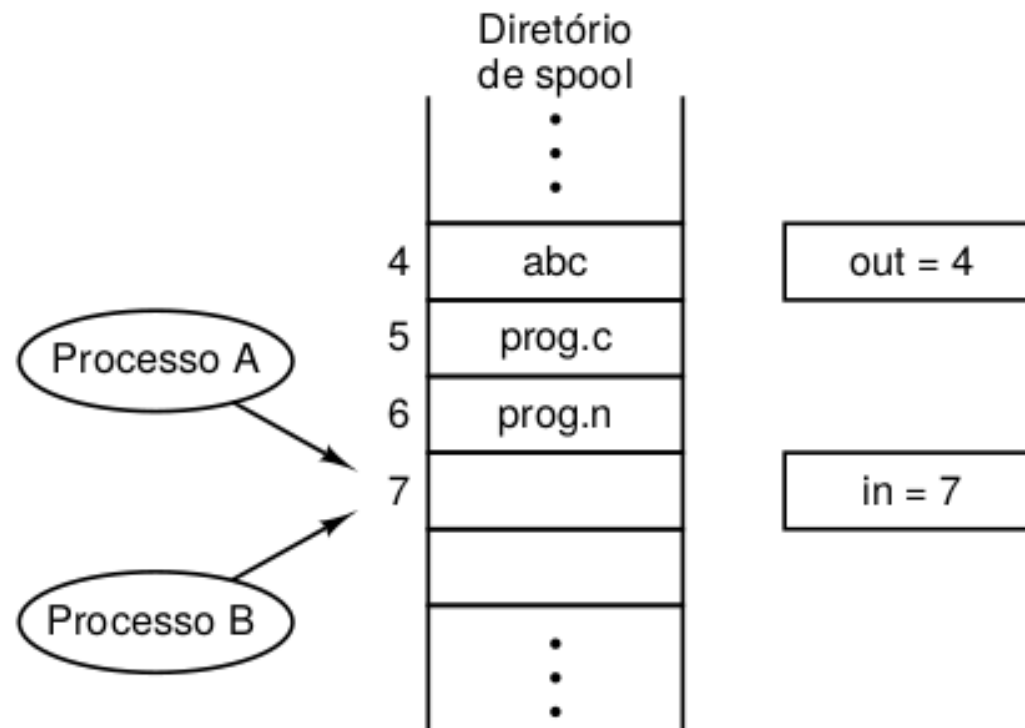 Diretório
de spool
4 abc out = 4
5 prog.c
Processo A
6 prog.n
7 in = 7
Processo B